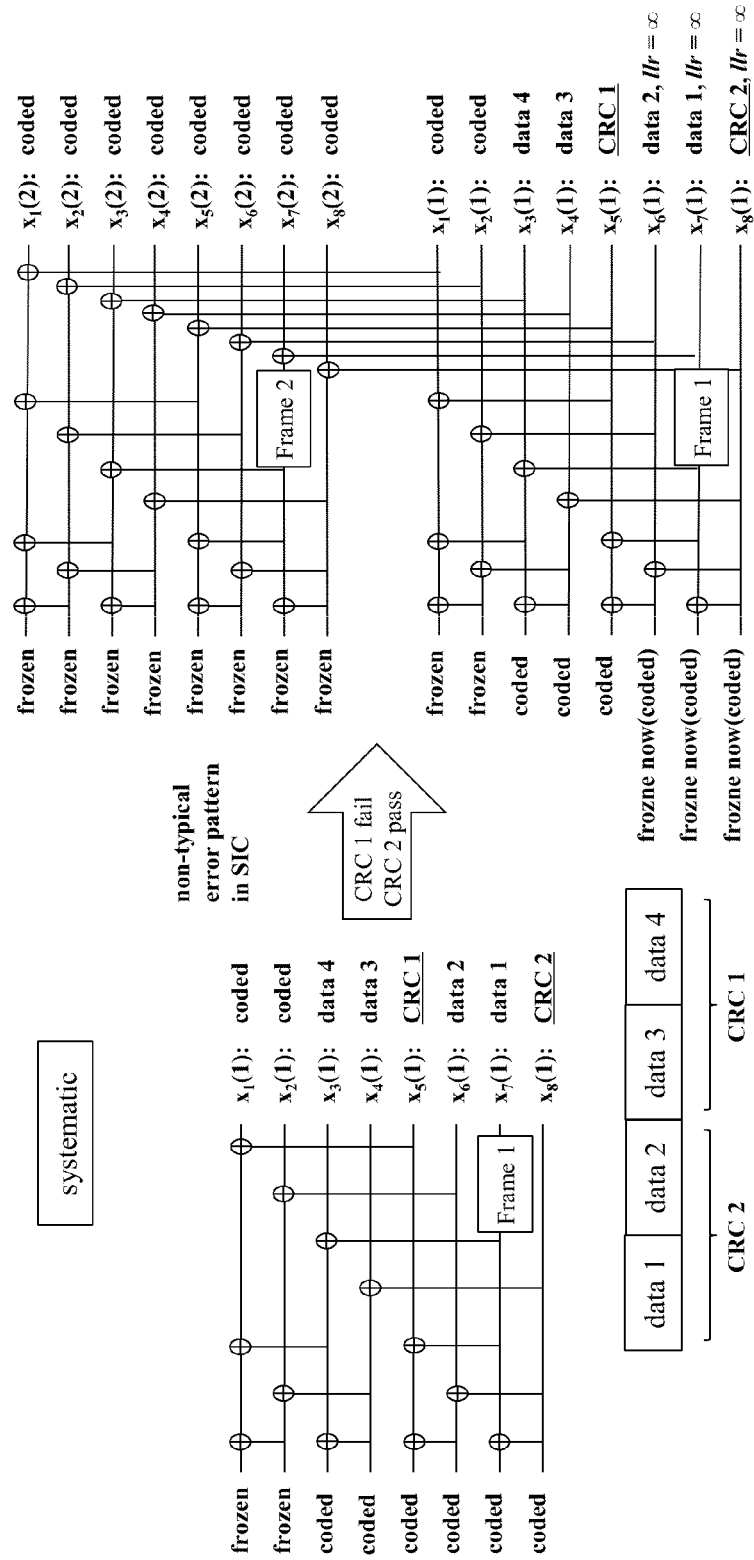 systematic
frozen
frozen
coded
coded
coded
coded
coded
coded
Frame 1
x1(1): coded
x2(1): coded
x3(1): data 4
x4(1): data 3
x5(1): CRC 1
x6(1): data 2
x7(1): data 1
x8(1): CRC 2
data 1
data 2
data 3
data 4
CRC 2
CRC 1
non-typical
error pattern
in SIC
CRC 1 fail
CRC 2 pass
frozen
frozen
frozen
frozen
frozen
frozen
frozen
frozen
Frame 2
x1(2): coded
x2(2): coded
x3(2): coded
x4(2): coded
x5(2): coded
x6(2): coded
x7(2): coded
x8(2): coded
frozen
frozen
coded
coded
coded
frozne now(coded)
frozne now(coded)
frozne now(coded)
Frame 1
x1(1): coded
x2(1): coded
x3(1): data 4
x4(1): data 3
x5(1): CRC 1
x6(1): data 2, llr = ∞
x7(1): data 1, llr = ∞
x8(1): CRC 2, llr = ∞